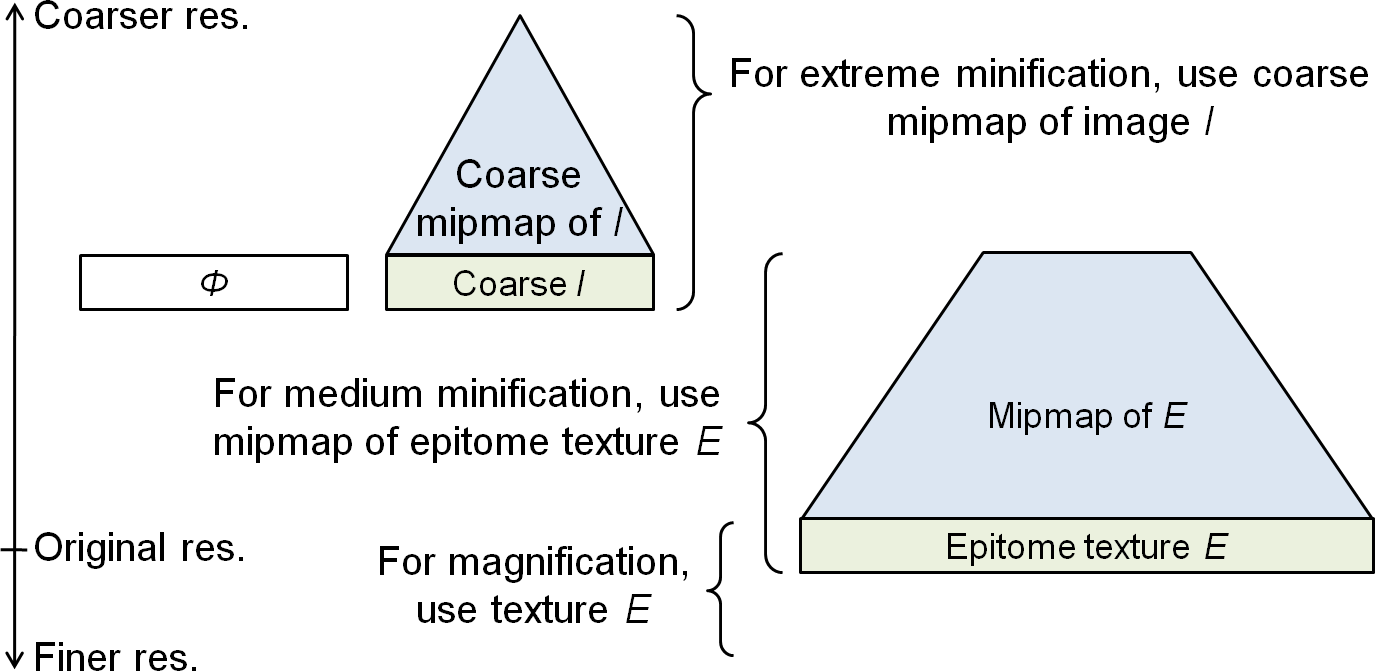 Coarser res.
For extreme minification, use coarse
mipmap of image I
Coarse
mipmap of I
Φ
Coarse I
For medium minification, use
mipmap of epitome texture E
Mipmap of E
Original res.
Epitome texture E
For magnification,
use texture E
Finer res.